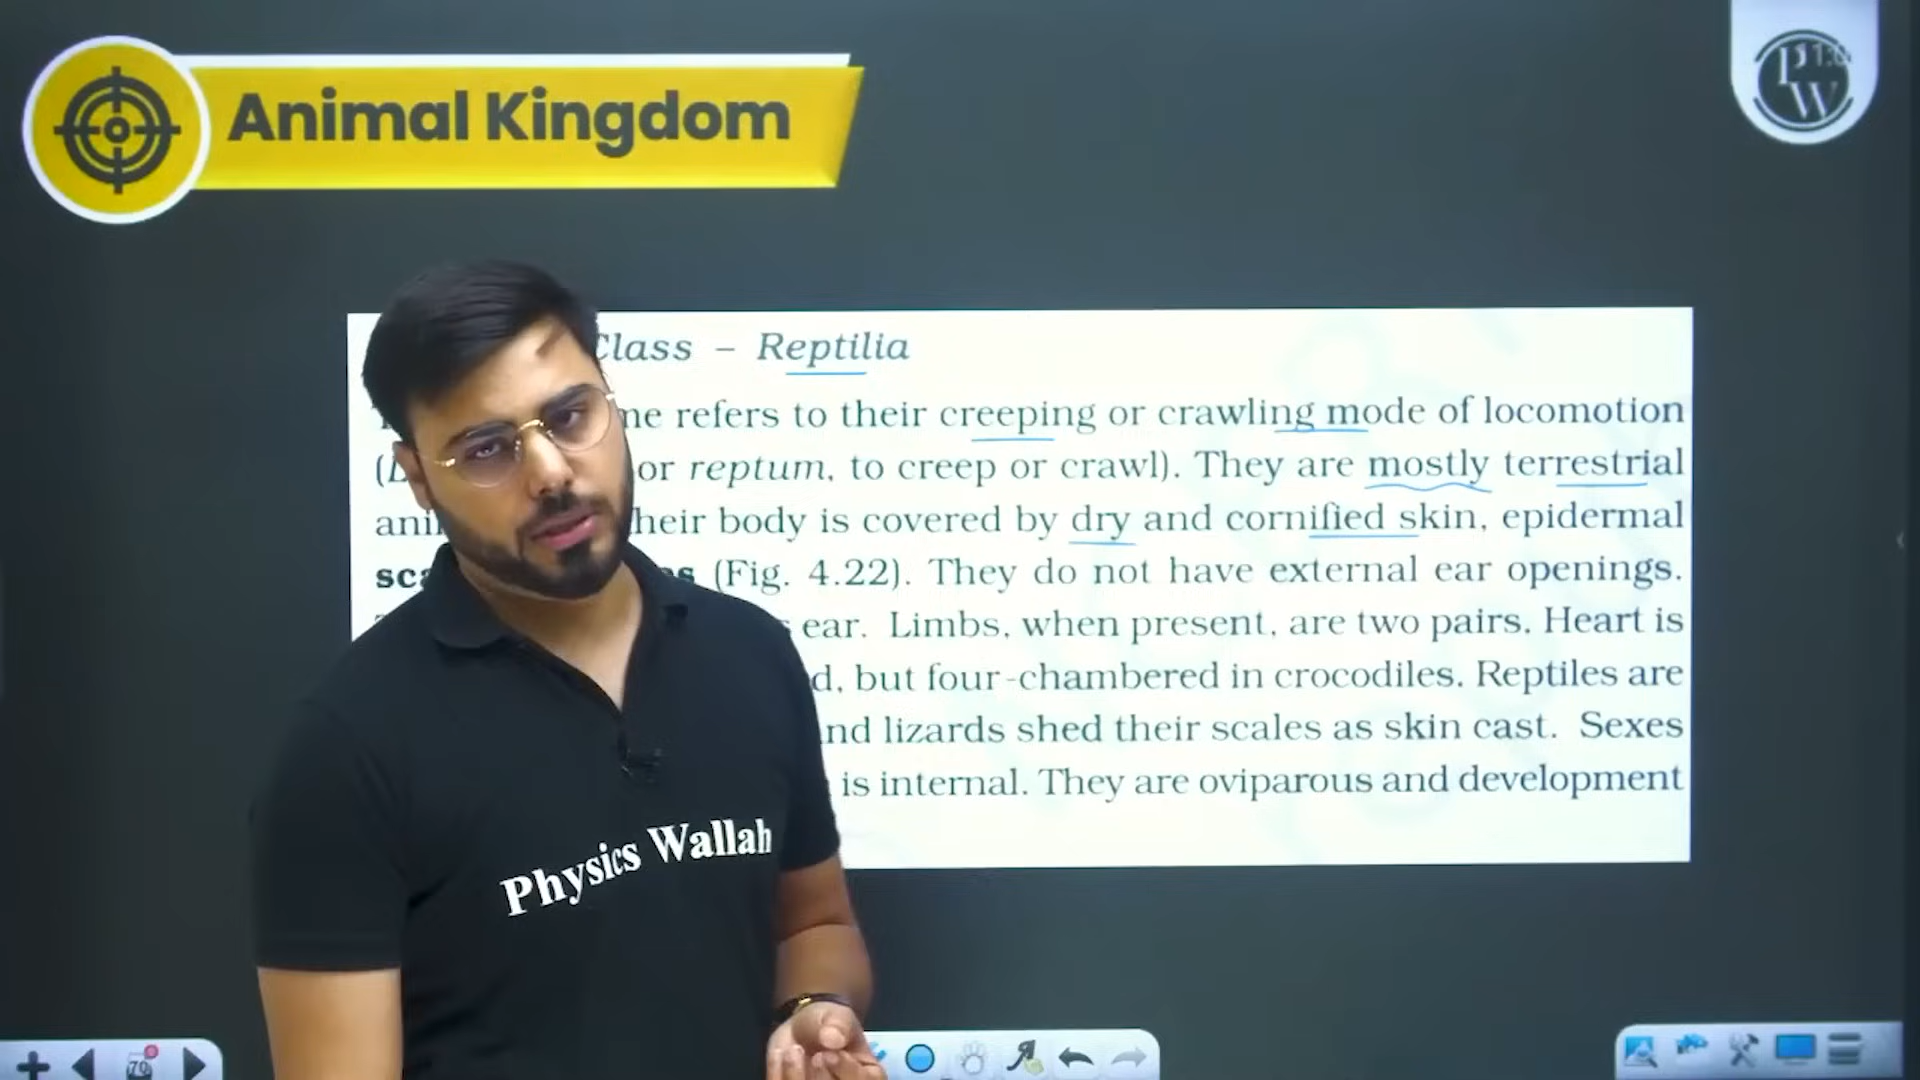 Animal Kingdom
PW
Class – Reptilia
me refers to their creeping or crawling mode of locomotion
or reptum, to creep or crawl). They are mostly terrestrial
heir body is covered by dry and cornified skin, epidermal
(Fig. 4.22). They do not have external ear openings.
ear. Limbs, when present, are two pairs. Heart is
d, but four-chambered in crocodiles. Reptiles are
nd lizards shed their scales as skin cast. Sexes
is internal. They are oviparous and development
Physics Wallah
70